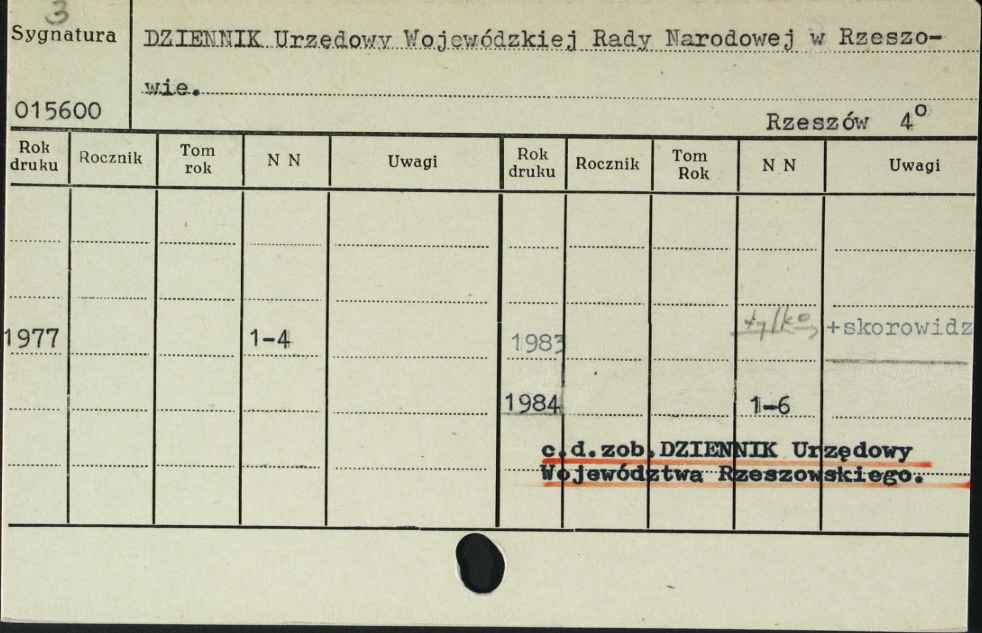 3
Sygnatura
DZIENNIK Urzędowy Wojewódzkiej Rady Narodowej w Rzeszo-
wie.
015600
Rzeszów 4o
Rok druku Rocznik Tom rok N N Uwagi Rok druku Rocznik Tom Rok N N Uwagi
1977 1-4 1983 tylko +skorowidz
1984 1-6
c.d.zob.DZIENNIK Urzędowy
Województwa Rzeszowskiego.